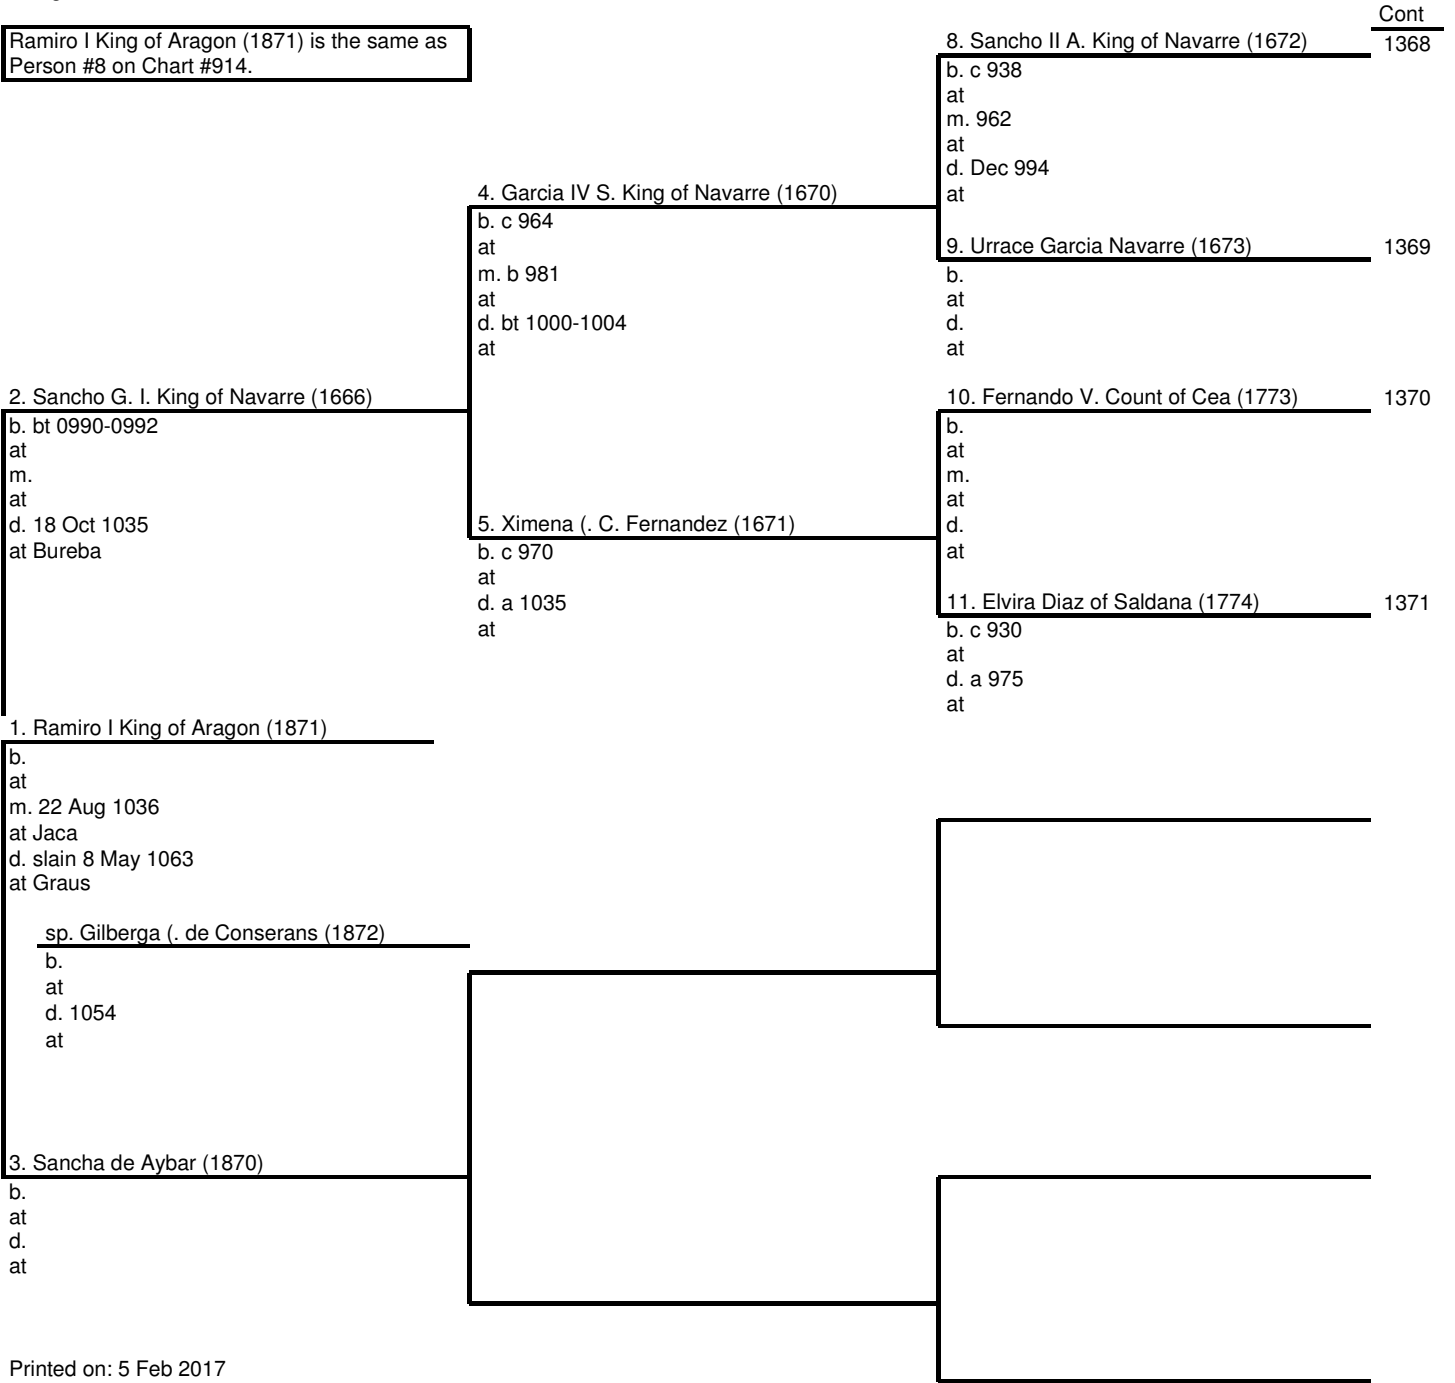 Cont
Ramiro I King of Aragon (1871) is the same as
Person #8 on Chart #914.
8. Sancho II A. King of Navarre (1672) 1368
b. c 938
at
m. 962
at
d. Dec 994
at
4. Garcia IV S. King of Navarre (1670)
b. c 964
at
m. b 981
at
d. bt 1000-1004
at
9. Urrace Garcia Navarre (1673) 1369
b.
at
d.
at
2. Sancho G. I. King of Navarre (1666)
b. bt 0990-0992
at
m.
at
d. 18 Oct 1035
at Bureba
10. Fernando V. Count of Cea (1773) 1370
b.
at
m.
at
d.
at
5. Ximena (. C. Fernandez (1671)
b. c 970
at
d. a 1035
at
11. Elvira Diaz of Saldana (1774) 1371
b. c 930
at
d. a 975
at
1. Ramiro I King of Aragon (1871)
b.
at
m. 22 Aug 1036
at Jaca
d. slain 8 May 1063
at Graus
sp. Gilberga (. de Conserans (1872)
b.
at
d. 1054
at
3. Sancha de Aybar (1870)
b.
at
d.
at
Printed on: 5 Feb 2017